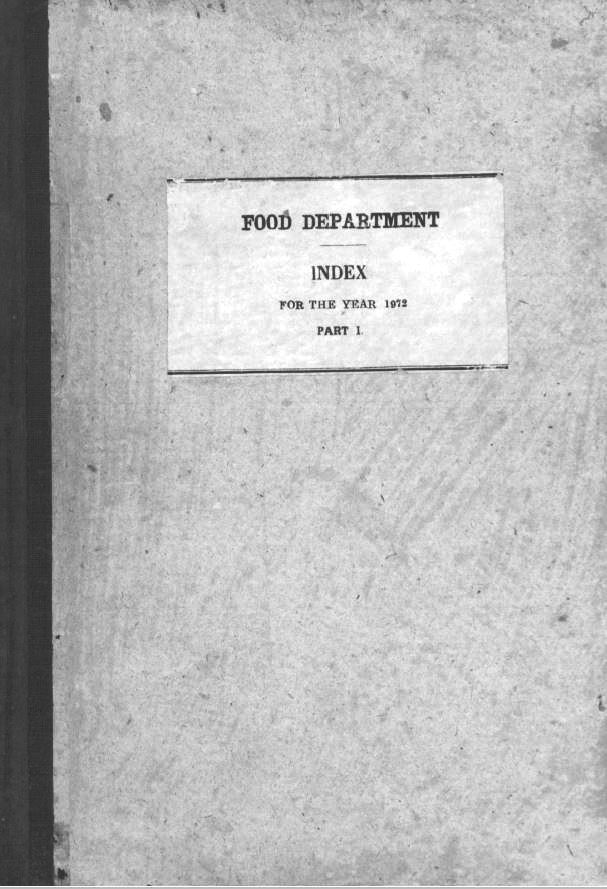 FOOD DEPARTMENT
INDEX
FOR THE YEAR 1972
PART I.